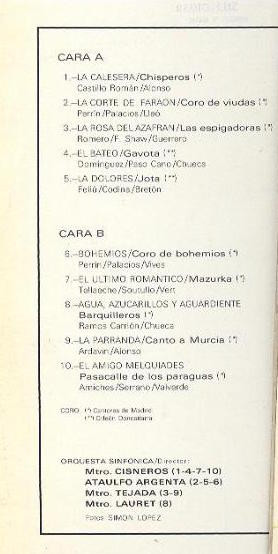 CARA A
1.-LA CALESERA/Chisperos (*)
Castillo Román/Alonso
2.-LA CORTE DE FARAON/Coro de viudas (*)
Perrin/Palacios/Lleó
3.-LA ROSA DEL AZAFRAN/Las espigadoras (*)
Romero/F. Shaw/Guerrero
4.-EL BATEO/Gavota (**)
Domínguez/Paso Cano/Chueca
5.-LA DOLORES/Jota (**)
Feliú/Codina/Bretón
CARA B
6.-BOHEMIOS/Coro de bohemios (*)
Perrin/Palacios/Vives
7.-EL ULTIMO ROMANTICO/Mazurka (*)
Tellaeche/Soutullo/Vert
8.-AGUA, AZUCARILLOS Y AGUARDIENTE
Barquilleros (*)
Ramos Carrión/Chueca
9.-LA PARRANDA/Canto a Murcia (*)
Ardavin/Alonso
10.-EL AMIGO MELQUIADES
Pasacalle de los paraguas (*)
Arniches/Serrano/Valverde
CORO: (*) Cantores de Madrid
(**) Orfeón Donostiarra
ORQUESTA SINFONICA/Director:
Mtro. CISNEROS (1-4-7-10)
ATAULFO ARGENTA (2-5-6)
Mtro. TEJADA (3-9)
Mtro. LAURET (8)
Fotos: SIMON LOPEZ